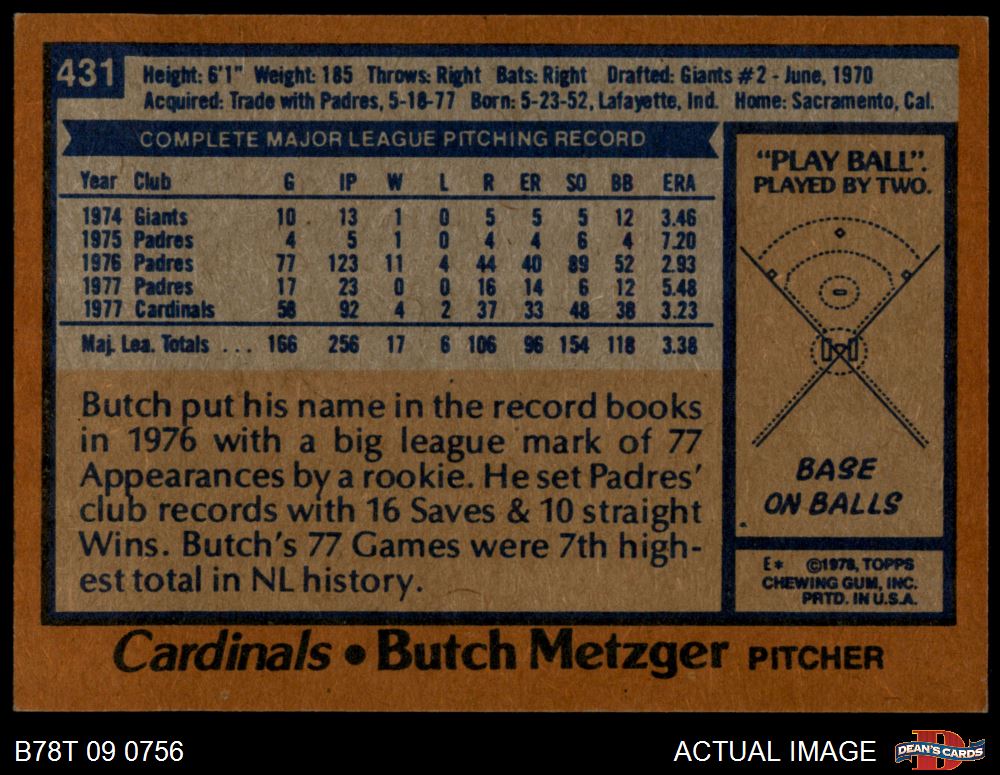 431
Height: 6'1" Weight: 185 Throws: Right Bats: Right Drafted: Giants #2 - June, 1970
Acquired: Trade with Padres, 5-18-77 Born: 5-23-52, Lafayette, Ind. Home: Sacramento, Cal.
COMPLETE MAJOR LEAGUE PITCHING RECORD
Year Club G IP W L R ER SO BB ERA
1974 Giants 10 13 1 0 5 5 5 12 3.46
1975 Padres 4 5 1 0 4 4 6 4 7.20
1976 Padres 77 123 11 4 44 40 89 52 2.93
1977 Padres 17 23 0 0 16 14 6 12 5.48
1977 Cardinals 58 92 4 2 37 33 48 38 3.23
Maj. Lea. Totals ... 166 256 17 6 106 96 154 118 3.38
Butch put his name in the record books
in 1976 with a big league mark of 77
Appearances by a rookie. He set Padres'
club records with 16 Saves & 10 straight
Wins. Butch's 77 Games were 7th high-
est total in NL history.
"PLAY BALL".
PLAYED BY TWO.
BASE
ON BALLS
E* ©1978, TOPPS
CHEWING GUM, INC.
PRTD. IN U.S.A.
Cardinals • Butch Metzger PITCHER
B78T 09 0756 ACTUAL IMAGE DEAN'S CARDS